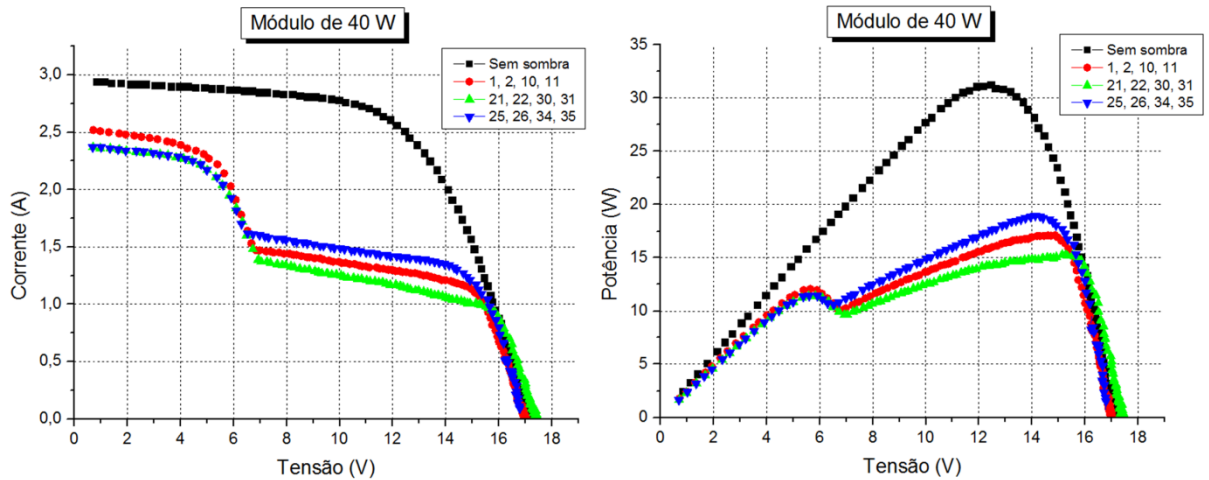 Módulo de 40 W
Sem sombra
1, 2, 10, 11
21, 22, 30, 31
25, 26, 34, 35
Corrente (A)
3,0
2,5
2,0
1,5
1,0
0,5
0,0
0 2 4 6 8 10 12 14 16 18
Tensão (V)
Módulo de 40 W
Sem sombra
1, 2, 10, 11
21, 22, 30, 31
25, 26, 34, 35
Potência (W)
35
30
25
20
15
10
5
0
0 2 4 6 8 10 12 14 16 18
Tensão (V)